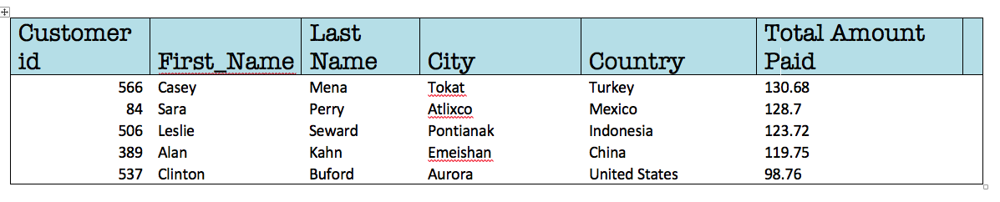 Customer id First_Name Last Name City Country Total Amount Paid
566 Casey Mena Tokat Turkey 130.68
84 Sara Perry Atlixco Mexico 128.7
506 Leslie Seward Pontianak Indonesia 123.72
389 Alan Kahn Emeishan China 119.75
537 Clinton Buford Aurora United States 98.76